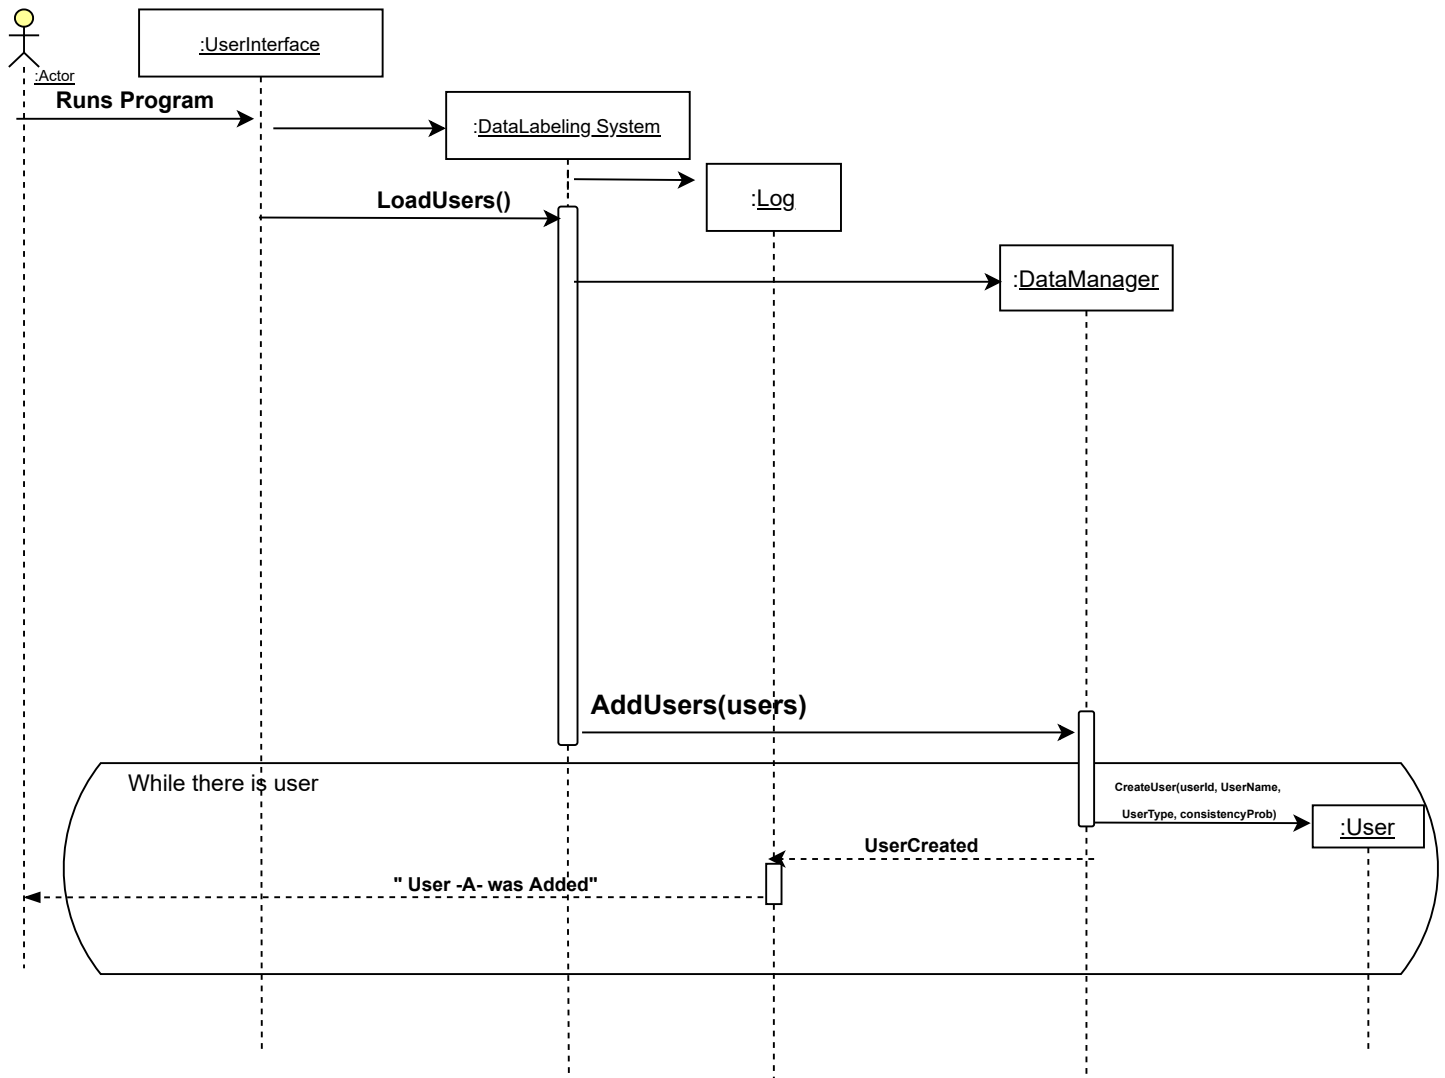 :UserInterface
:Actor
Runs Program
:DataLabeling System
LoadUsers()
:Log
:DataManager
AddUsers(users)
While there is user
CreateUser(userId, UserName,
UserType, consistencyProb)
:User
UserCreated
" User -A- was Added"